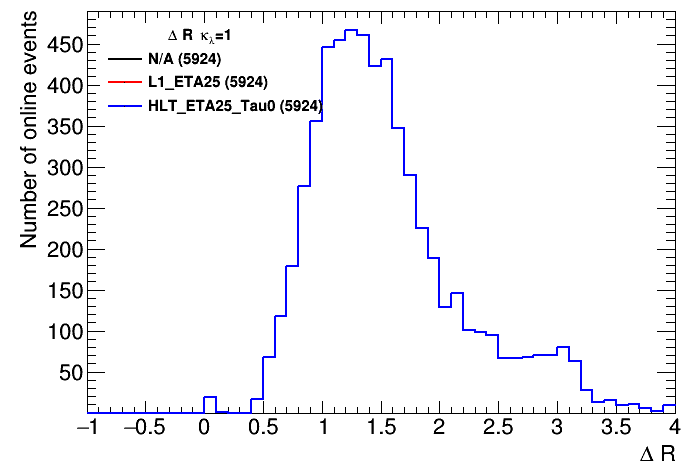 Δ R κλ=1
N/A (5924)
L1_ETA25 (5924)
HLT_ETA25_Tau0 (5924)
Number of online events
450
400
350
300
250
200
150
100
50
−1 −0.5 0 0.5 1 1.5 2 2.5 3 3.5 4
Δ R